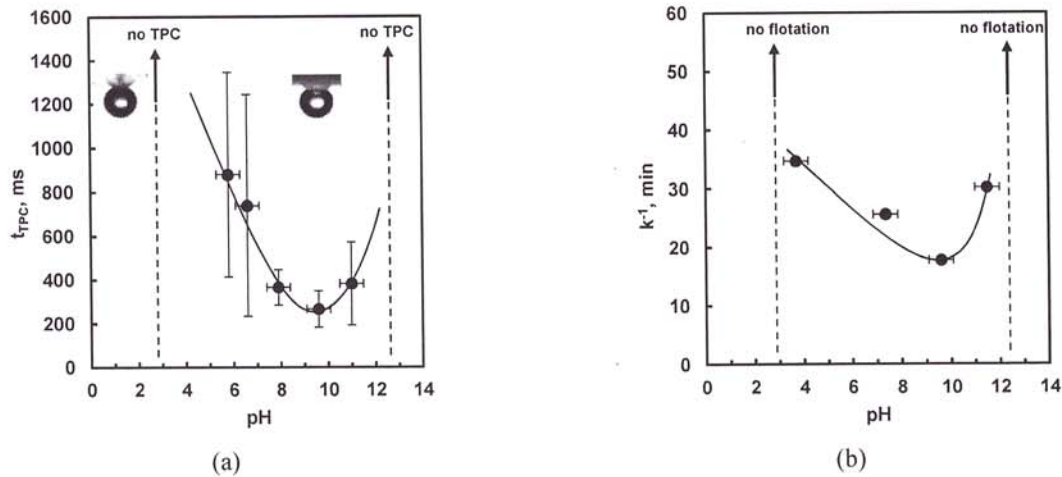 no TPC
no TPC
1600
1400
1200
1000
800
600
400
200
0
t_TPC, ms
0 2 4 6 8 10 12 14
pH
(a)
no flotation
no flotation
60
50
40
30
20
10
0
k⁻¹, min
0 2 4 6 8 10 12 14
pH
(b)